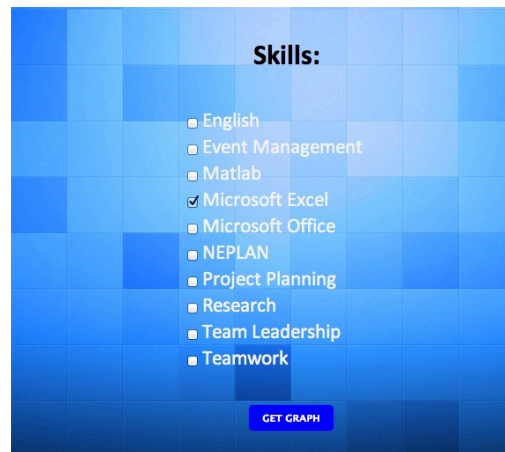 Skills:
English
Event Management
Matlab
Microsoft Excel
Microsoft Office
NEPLAN
Project Planning
Research
Team Leadership
Teamwork
GET GRAPH